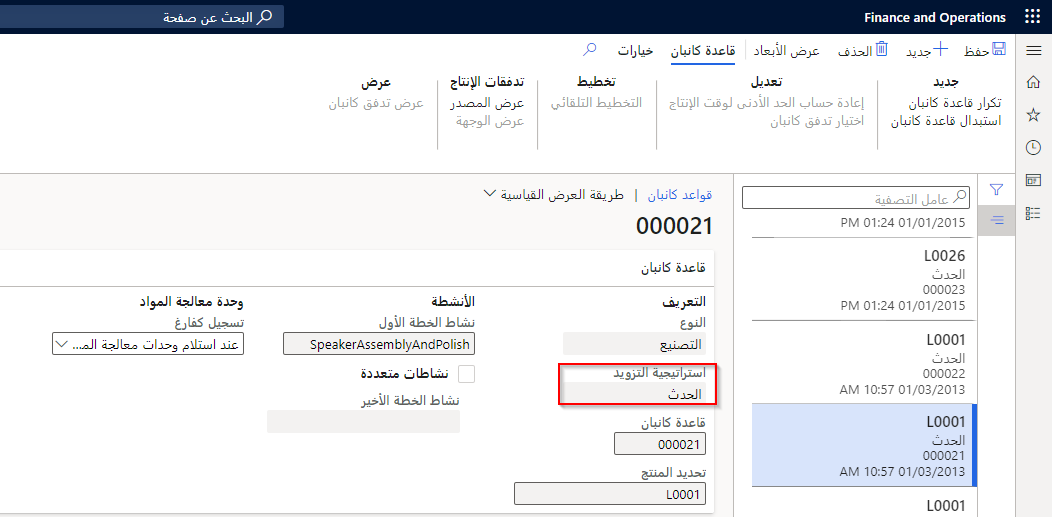 Finance and Operations
البحث عن صفحة
حفظ
جديد
الحذف
عرض الأبعاد
قاعدة كانبان
خيارات
جديد
تكرار قاعدة كانبان
استبدال قاعدة كانبان
تعديل
إعادة حساب الحد الأدنى لوقت الإنتاج
اختيار تدفق كانبان
تخطيط
التخطيط التلقائي
تدفقات الإنتاج
عرض المصدر
عرض الوجهة
عرض
عرض تدفق كانبان
عامل التصفية
01/01/2015 01:24 PM
L0026
الحدث
000023
01/01/2015 01:24 PM
L0001
الحدث
000022
01/03/2013 10:57 AM
L0001
الحدث
000021
01/03/2013 10:57 AM
L0001
قواعد كانبان | طريقة العرض القياسية
000021
قاعدة كانبان
التعريف
النوع
التصنيع
استراتيجية التزويد
الحدث
قاعدة كانبان
000021
تحديد المنتج
L0001
الأنشطة
نشاط الخطة الأول
SpeakerAssemblyAndPolish
نشاطات متعددة
نشاط الخطة الأخير
وحدة معالجة المواد
تسجيل كفارغ
عند استلام وحدات معالجة الم...